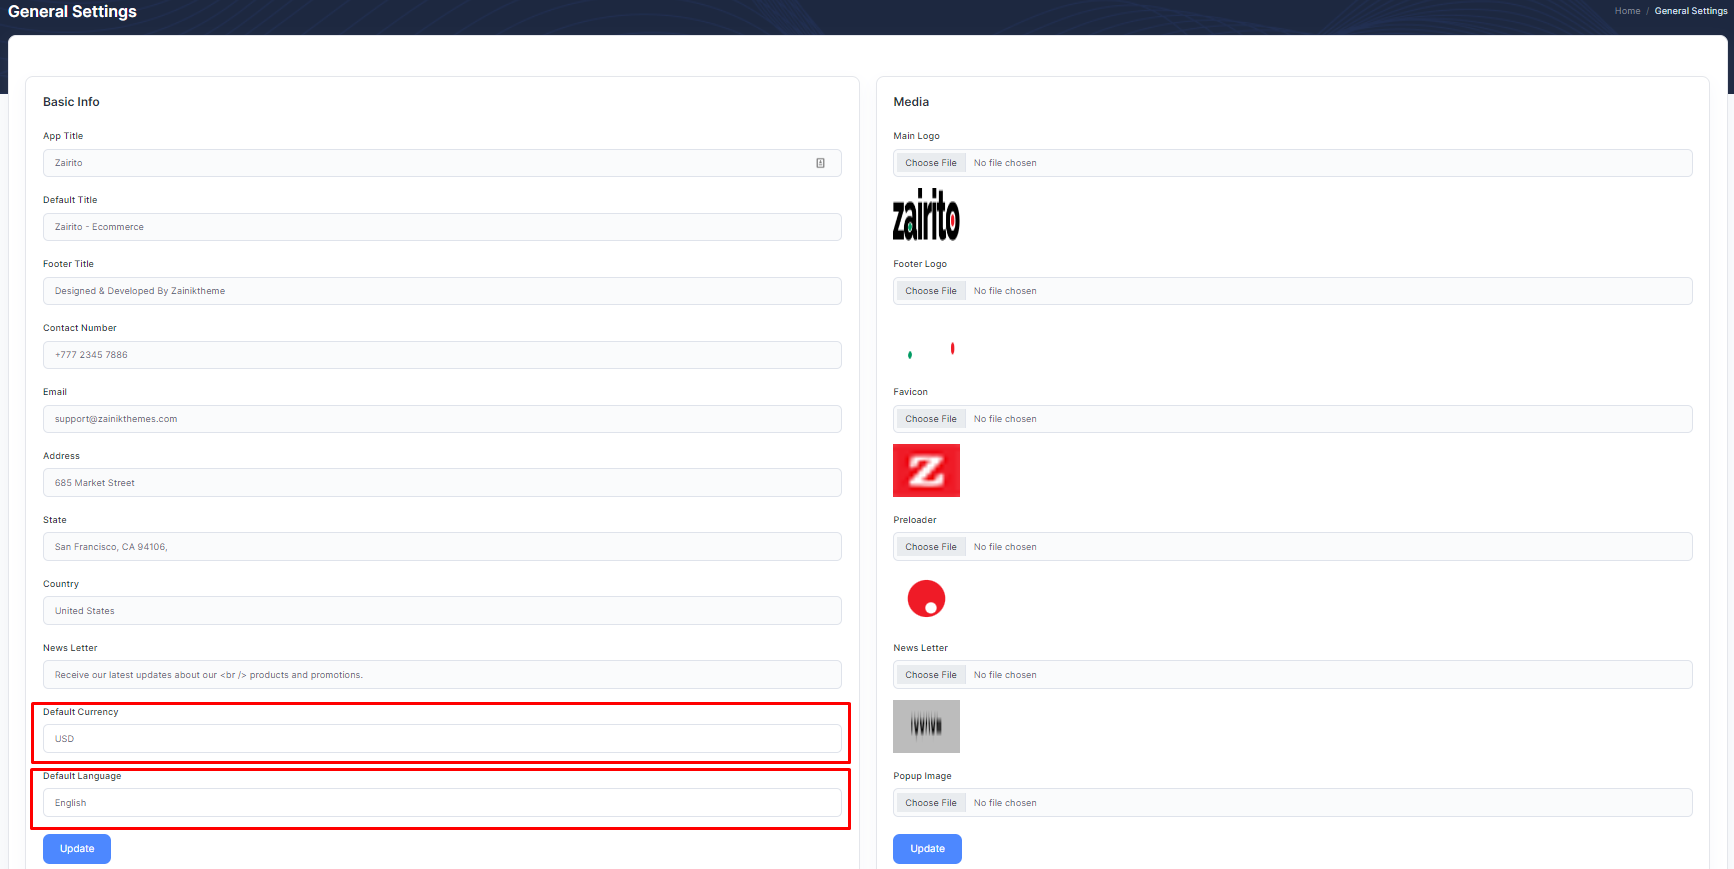 General Settings
Home / General Settings
Basic Info
App Title
Zairito
Default Title
Zairito - Ecommerce
Footer Title
Designed & Developed By Zainiktheme
Contact Number
+777 2345 7886
Email
support@zainikthemes.com
Address
685 Market Street
State
San Francisco, CA 94106,
Country
United States
News Letter
Receive our latest updates about our <br /> products and promotions.
Default Currency
USD
Default Language
English
Update
Media
Main Logo
Choose File No file chosen
zairito
Footer Logo
Choose File No file chosen
Favicon
Choose File No file chosen
Z
Preloader
Choose File No file chosen
News Letter
Choose File No file chosen
Popup Image
Choose File No file chosen
Update